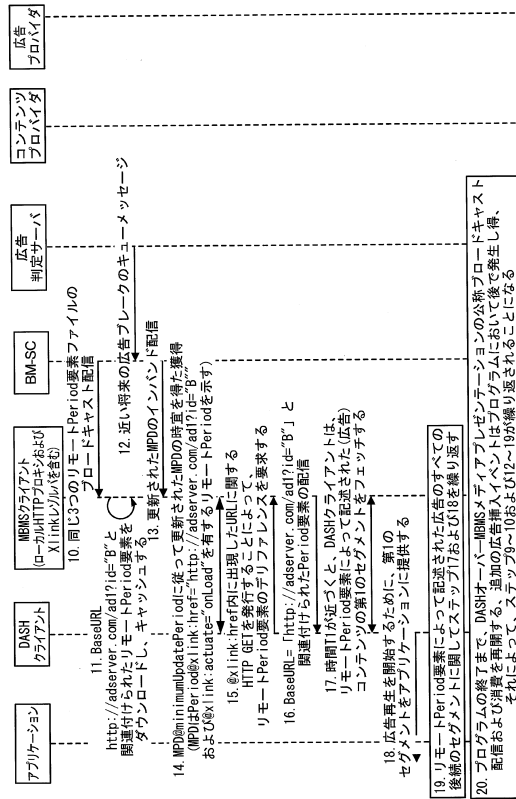 アプリケーション
DASH
クライアント
MBMSクライアント
(ローカルHTTPプロキシおよび
Xlinkレゾルバを含む)
BM-SC
広告
判定サーバ
コンテンツ
プロバイダ
広告
プロバイダ
10. 同じ3つのリモートPeriod要素ファイルの
ブロードキャスト配信
11. BaseURL
http://adserver.com/ad1?id="B"と
関連付けられたリモートPeriod要素を
ダウンロードし、キャッシュする
12. 近い将来の広告ブレークのキューメッセージ
13. 更新されたMPDのインバンド配信
14. MPD@minimumUpdatePeriodに従って更新されたMPDの時宜を得た獲得
(MPDはPeriod@xlink:href="http://adserver.com/ad1?id="B""
および@xlink:actuate="onLoad"を有するリモートPeriodを示す)
15. @xlink:href内に出現したURLに関する
HTTP GETを発行することによって、
リモートPeriod要素のデリファレンスを要求する
16. BaseURL=「http://adserver.com/ad1?id="B"」と
関連付けられたPeriod要素の配信
17. 時間T1が近づくと、DASHクライアントは、
リモートPeriod要素によって記述された(広告)
コンテンツの第1のセグメントをフェッチする
18. 広告再生を開始するために、第1の
セグメントをアプリケーションに提供する
19. リモートPeriod要素によって記述された広告のすべての
後続のセグメントに関してステップ17および18を繰り返す
20. プログラムの終了まで、DASHオーバーMBMSメディアプレゼンテーションの公称ブロードキャスト
配信および消費を再開する、追加の広告挿入イベントはプログラムにおいて後で発生し得、
それによって、ステップ9~10および12~19が繰り返されることになる